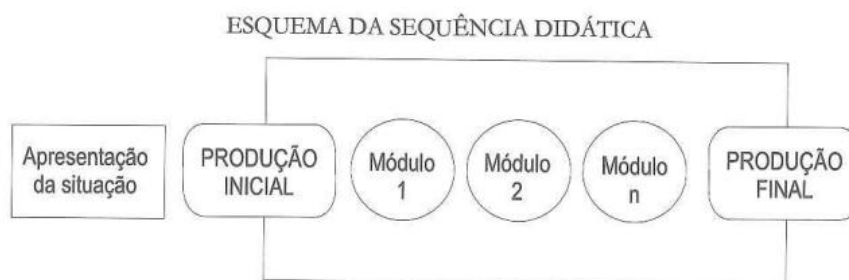 ESQUEMA DA SEQUÊNCIA DIDÁTICA
Apresentação
da situação
PRODUÇÃO
INICIAL
Módulo
1
Módulo
2
Módulo
n
PRODUÇÃO
FINAL